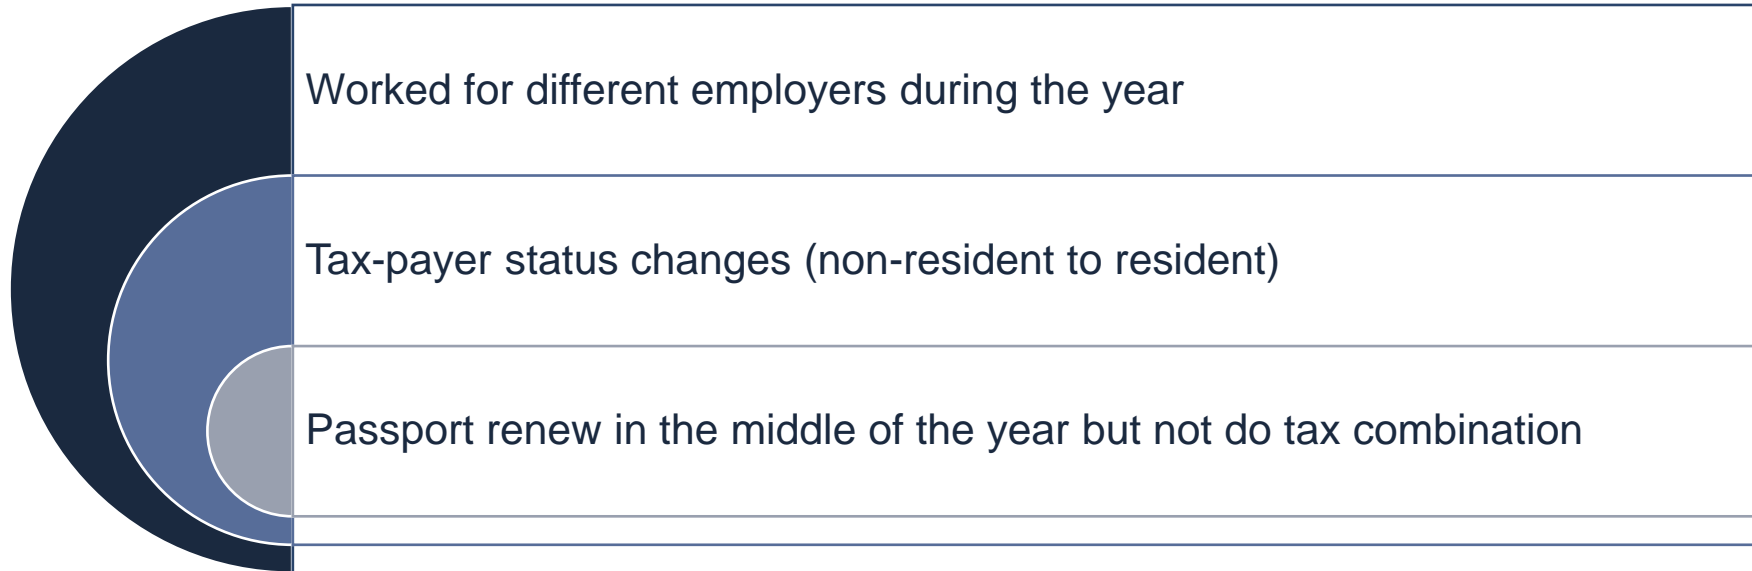 Worked for different employers during the year
Tax-payer status changes (non-resident to resident)
Passport renew in the middle of the year but not do tax combination